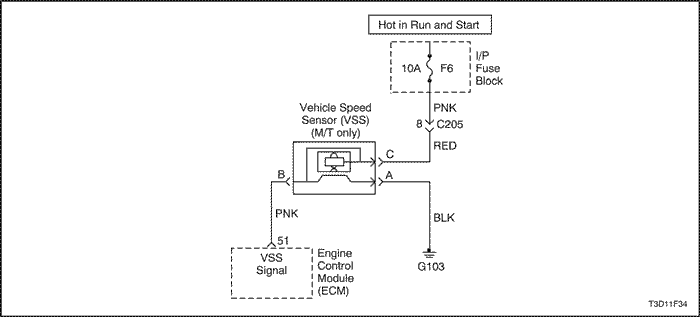 Hot in Run and Start
10A F6
I/P
Fuse
Block
PNK
8 C205
RED
Vehicle Speed
Sensor (VSS)
(M/T only)
C
B
A
PNK
BLK
51
VSS
Signal
Engine
Control
Module
(ECM)
G103
T3D11F34